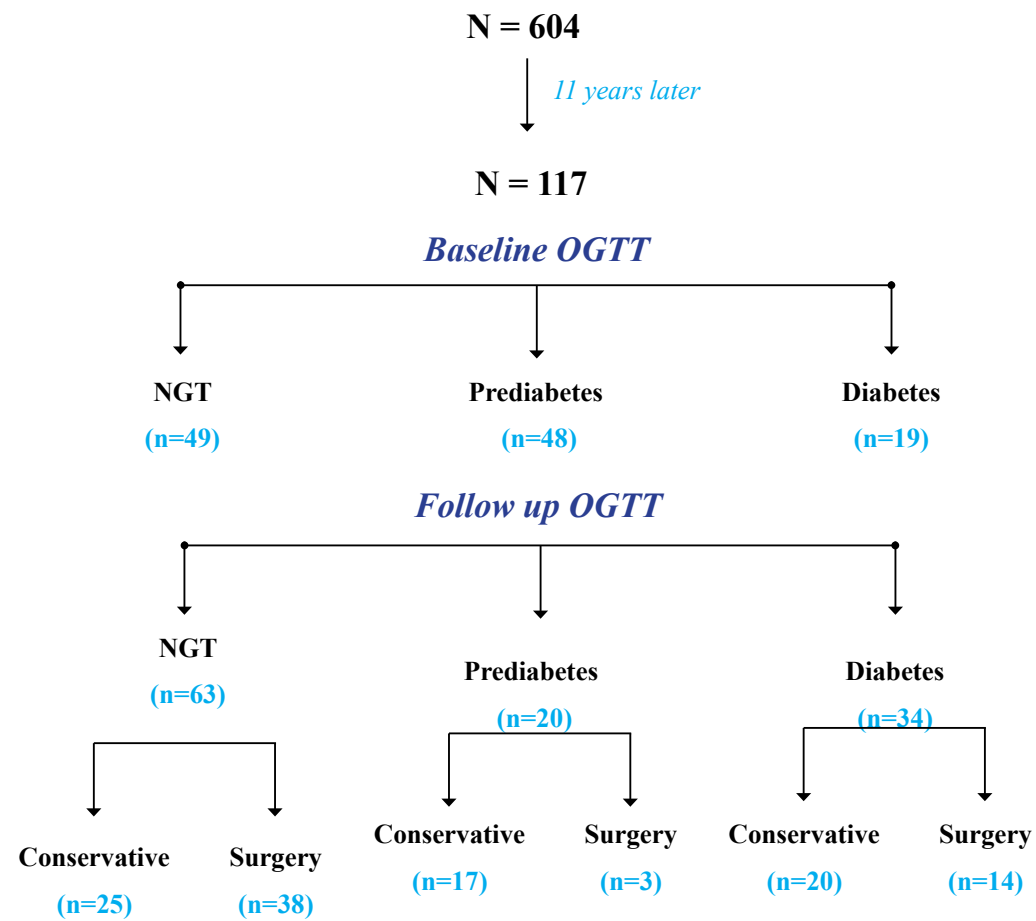 N = 604
11 years later
N = 117
Baseline OGTT
NGT
(n=49)
Prediabetes
(n=48)
Diabetes
(n=19)
Follow up OGTT
NGT
(n=63)
Prediabetes
(n=20)
Diabetes
(n=34)
Conservative
(n=25)
Surgery
(n=38)
Conservative
(n=17)
Surgery
(n=3)
Conservative
(n=20)
Surgery
(n=14)